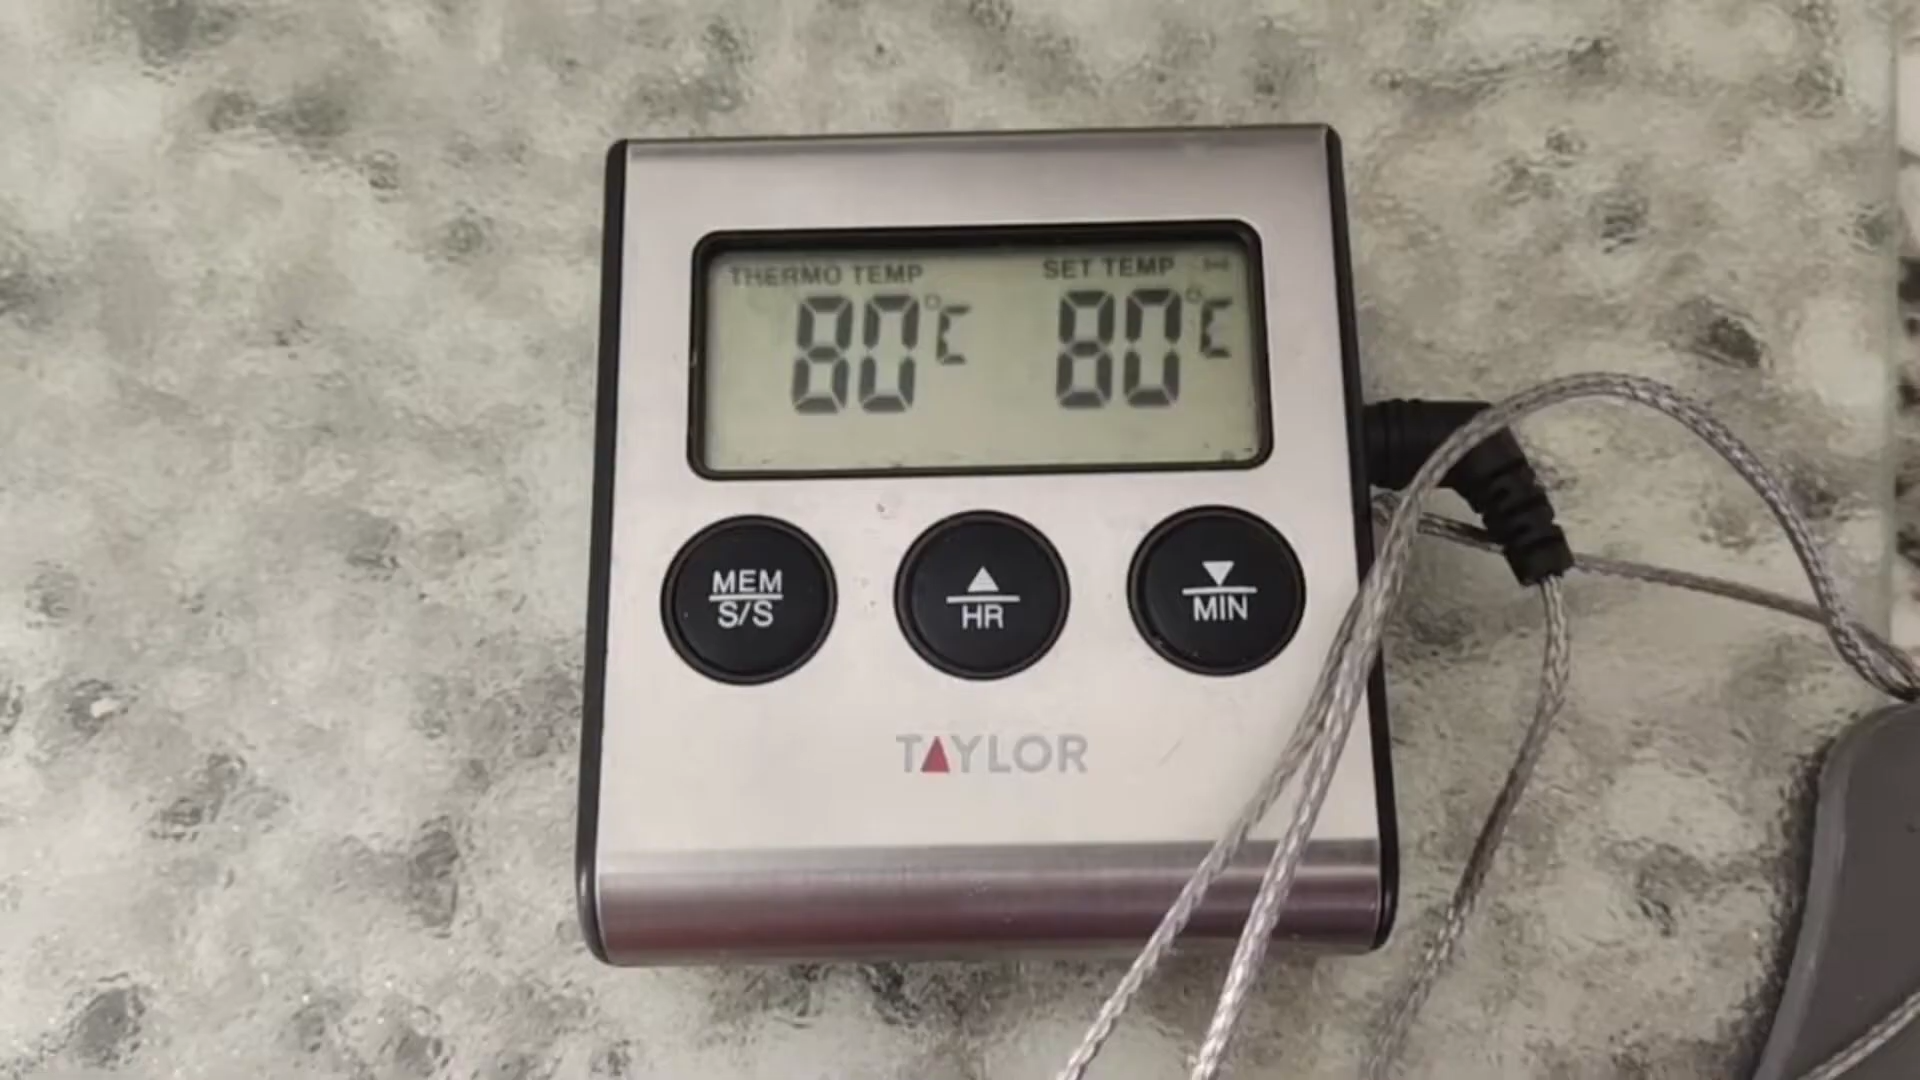 THERMO TEMP SET TEMP
80°C 80°C
MEM
S/S
▲
HR
▼
MIN
TAYLOR